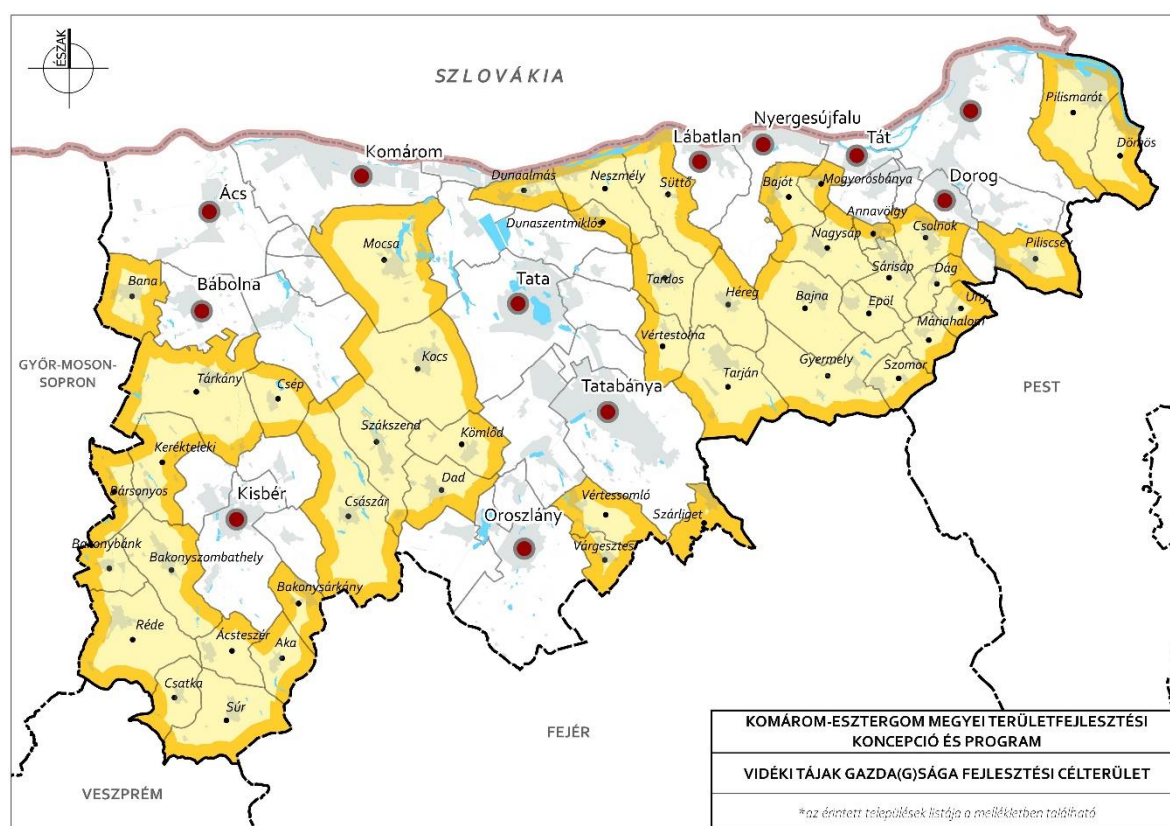 ÉSZAK
SZLOVÁKIA
Pilismarót
Dömös
Nyergesújfalu
Lábatlan
Tát
Komárom
Dunaalmás
Neszmély
Süttő
Bajót
Mogyorósbánya
Dorog
Ács
Dunaszentmiklós
Annavölgy
Csolnok
Mocsa
Nagysáp
Piliscsév
Bana
Bábolna
Tata
Tardos
Héreg
Sárisáp
Dág
Bajna
Epöl
Úny
Máriahalom
GYŐR-MOSON-
SOPRON
Vértestolna
Kocs
Gyermely
Szomor
Tárkány
Csép
Tatabánya
Tarján
PEST
Szákszend
Kömlőd
Kerékteleki
Bársonyos
Kisbér
Dad
Császár
Vértessomló
Szárliget
Oroszlány
Bakonybánk
Bakonyszombathely
Várgesztes
Bakonysárkány
Réde
Ácsteszér
Aka
Csatka
Súr
FEJÉR
VESZPRÉM
KOMÁROM-ESZTERGOM MEGYEI TERÜLETFEJLESZTÉSI
KONCEPCIÓ ÉS PROGRAM
VIDÉKI TÁJAK GAZDA(G)SÁGA FEJLESZTÉSI CÉLTERÜLET
*az érintett települések listája a mellékletben található